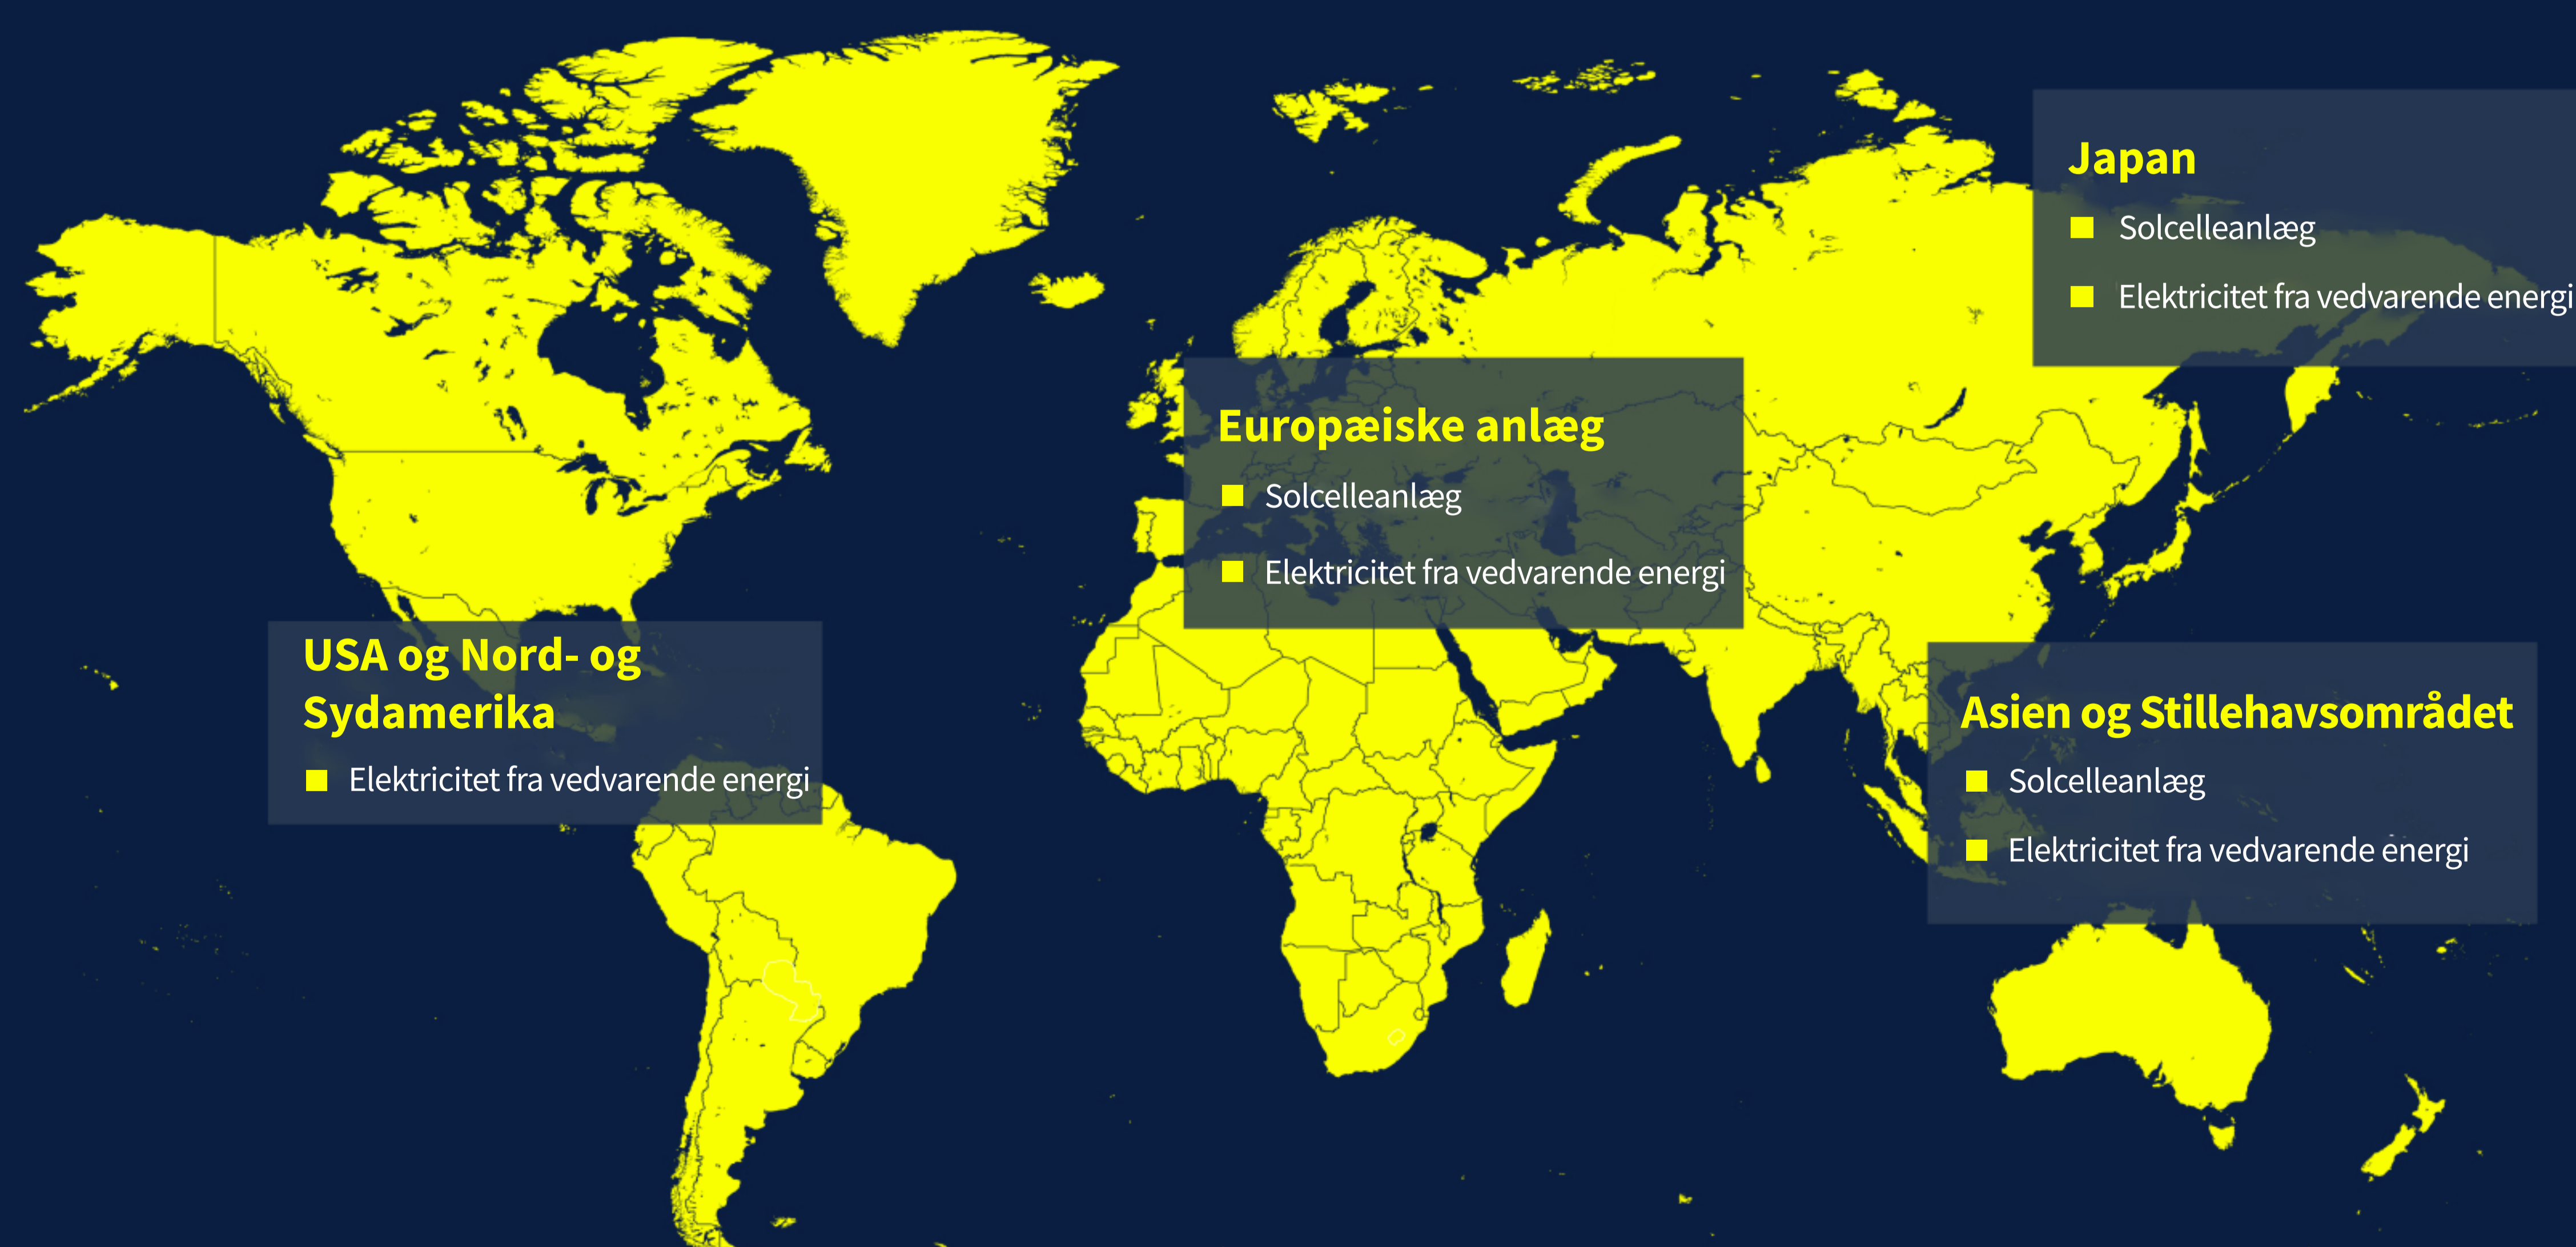 Japan
Solcelleanlæg
Elektricitet fra vedvarende energi
Europæiske anlæg
Solcelleanlæg
Elektricitet fra vedvarende energi
USA og Nord- og
Sydamerika
Elektricitet fra vedvarende energi
Asien og Stillehavsområdet
Solcelleanlæg
Elektricitet fra vedvarende energi